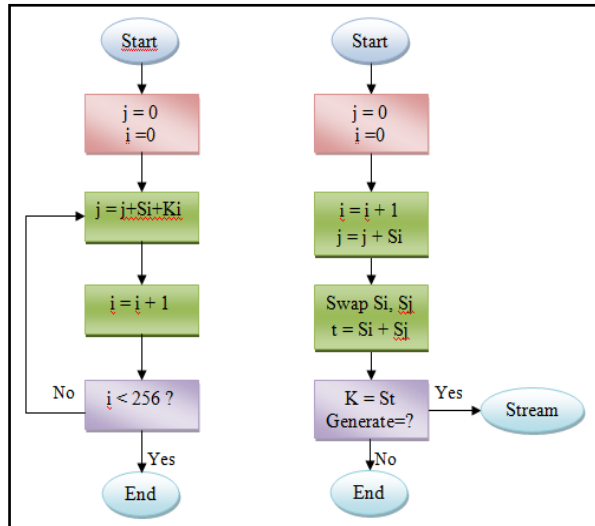 Start
j = 0
i =0
j = j+Si+Ki
i = i + 1
No
i < 256 ?
Yes
End
Start
j = 0
i=0
i = i + 1
j = j + Si
Swap Si, Sj
t = Si + Sj
K = St
Generate=?
Yes
Stream
No
End